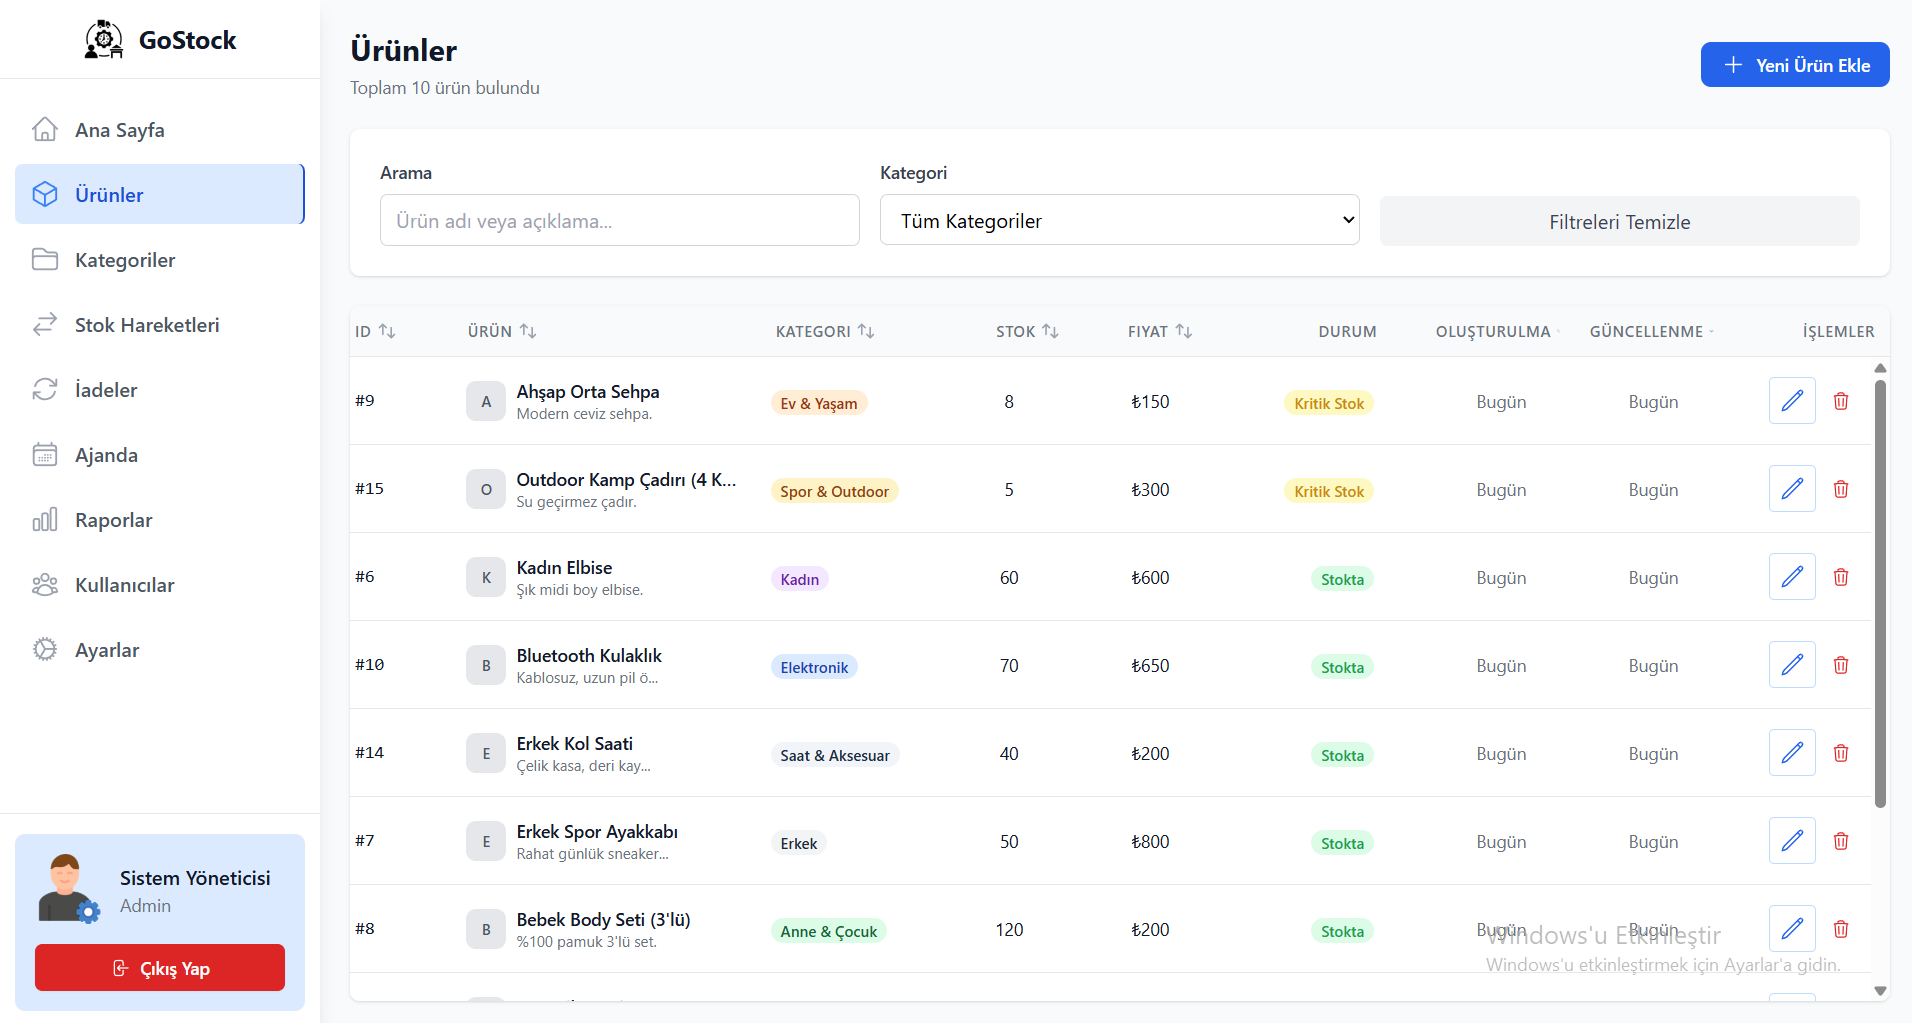 GoStock
Ana Sayfa
Ürünler
Kategoriler
Stok Hareketleri
İadeler
Ajanda
Raporlar
Kullanıcılar
Ayarlar
Sistem Yöneticisi
Admin
Çıkış Yap
Ürünler
Toplam 10 ürün bulundu
Yeni Ürün Ekle
Arama
Ürün adı veya açıklama...
Kategori
Tüm Kategoriler
Filtreleri Temizle
ID ÜRÜN KATEGORI STOK FIYAT DURUM OLUŞTURULMA GÜNCELLENME İŞLEMLER
#9 A Ahşap Orta Sehpa Ev & Yaşam 8 ₺150 Kritik Stok Bugün Bugün
Modern ceviz sehpa.
#15 O Outdoor Kamp Çadırı (4 K... Spor & Outdoor 5 ₺300 Kritik Stok Bugün Bugün
Su geçirmez çadır.
#6 K Kadın Elbise Kadın 60 ₺600 Stokta Bugün Bugün
Şık midi boy elbise.
#10 B Bluetooth Kulaklık Elektronik 70 ₺650 Stokta Bugün Bugün
Kablosuz, uzun pil ö...
#14 E Erkek Kol Saati Saat & Aksesuar 40 ₺200 Stokta Bugün Bugün
Çelik kasa, deri kay...
#7 E Erkek Spor Ayakkabı Erkek 50 ₺800 Stokta Bugün Bugün
Rahat günlük sneaker...
#8 B Bebek Body Seti (3'lü) Anne & Çocuk 120 ₺200 Stokta Bugün Bugün
%100 pamuk 3'lü set.
Windows'u Etkinleştir
Windows'u etkinleştirmek için Ayarlar'a gidin.